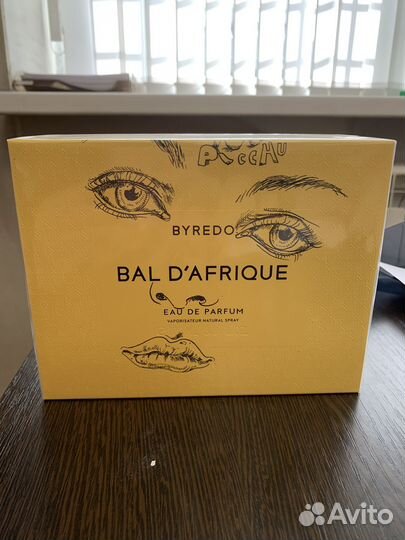 BYREDO
BAL D'AFRIQUE
EAU DE PARFUM
VAPORISATEUR NATURAL SPRAY
Avito